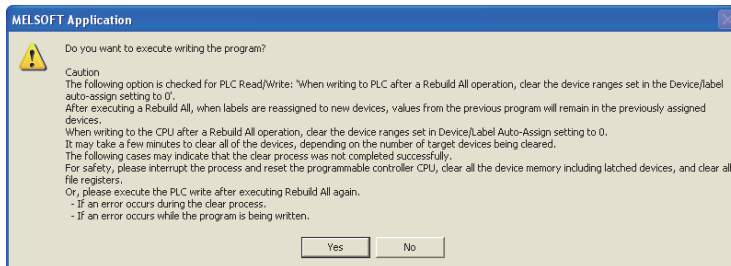 MELSOFT Application
Do you want to execute writing the program?
Caution
The following option is checked for PLC Read/Write: 'When writing to PLC after a Rebuild All operation, clear the device ranges set in the Device/label
auto-assign setting to 0'.
After executing a Rebuild All, when labels are reassigned to new devices, values from the previous program will remain in the previously assigned
devices.
When writing to the CPU after a Rebuild All operation, clear the device ranges set in Device/Label Auto-Assign setting to 0.
It may take a few minutes to clear all of the devices, depending on the number of target devices being cleared.
The following cases may indicate that the clear process was not completed successfully.
For safety, please interrupt the process and reset the programmable controller CPU, clear all the device memory including latched devices, and clear all
file registers.
Or, please execute the PLC write after executing Rebuild All again.
- If an error occurs during the clear process.
- If an error occurs while the program is being written.
Yes No